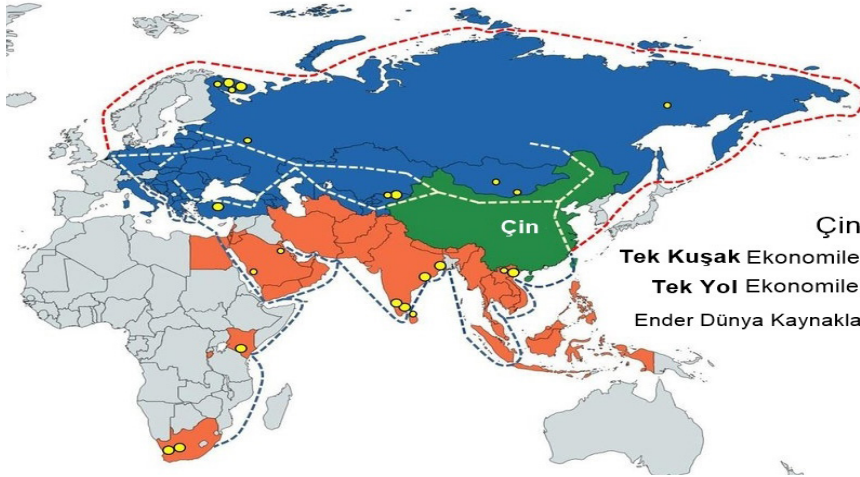 Çin
Çin
Tek Kuşak Ekonomile
Tek Yol Ekonomile
Ender Dünya Kaynakla